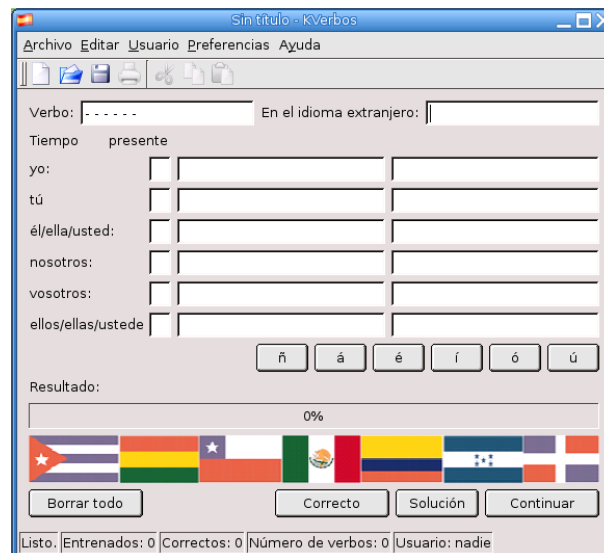 Sin título - KVerbos
Archivo Editar Usuario Preferencias Ayuda
Verbo: - - - - - - En el idioma extranjero:
Tiempo presente
yo:
tú
él/ella/usted:
nosotros:
vosotros:
ellos/ellas/ustede
ñ á é í ó ú
Resultado:
0%
Borrar todo Correcto Solución Continuar
Listo. Entrenados: 0 Correctos: 0 Número de verbos: 0 Usuario: nadie